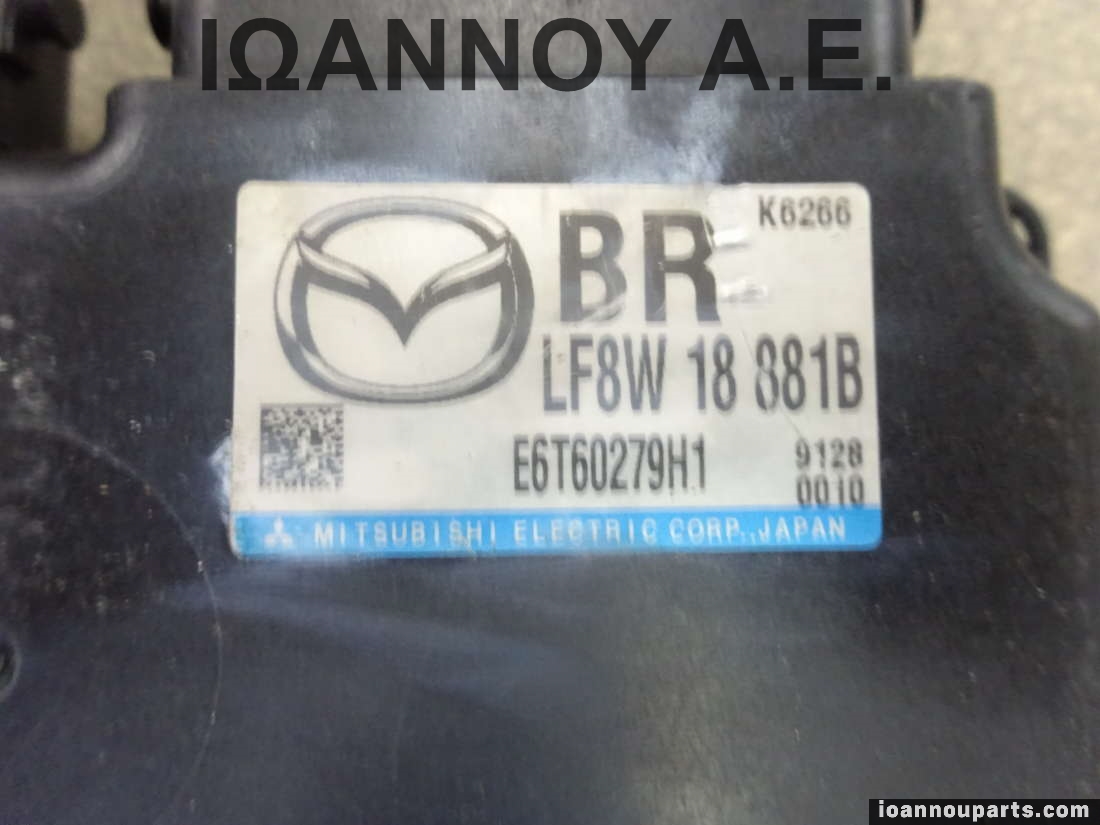 ΙΩΑΝΝΟΥ Α.Ε.
BR
K6266
LF8W 18 881B
E6T60279H1
9128
0010
MITSUBISHI ELECTRIC CORP., JAPAN
ioannouparts.com